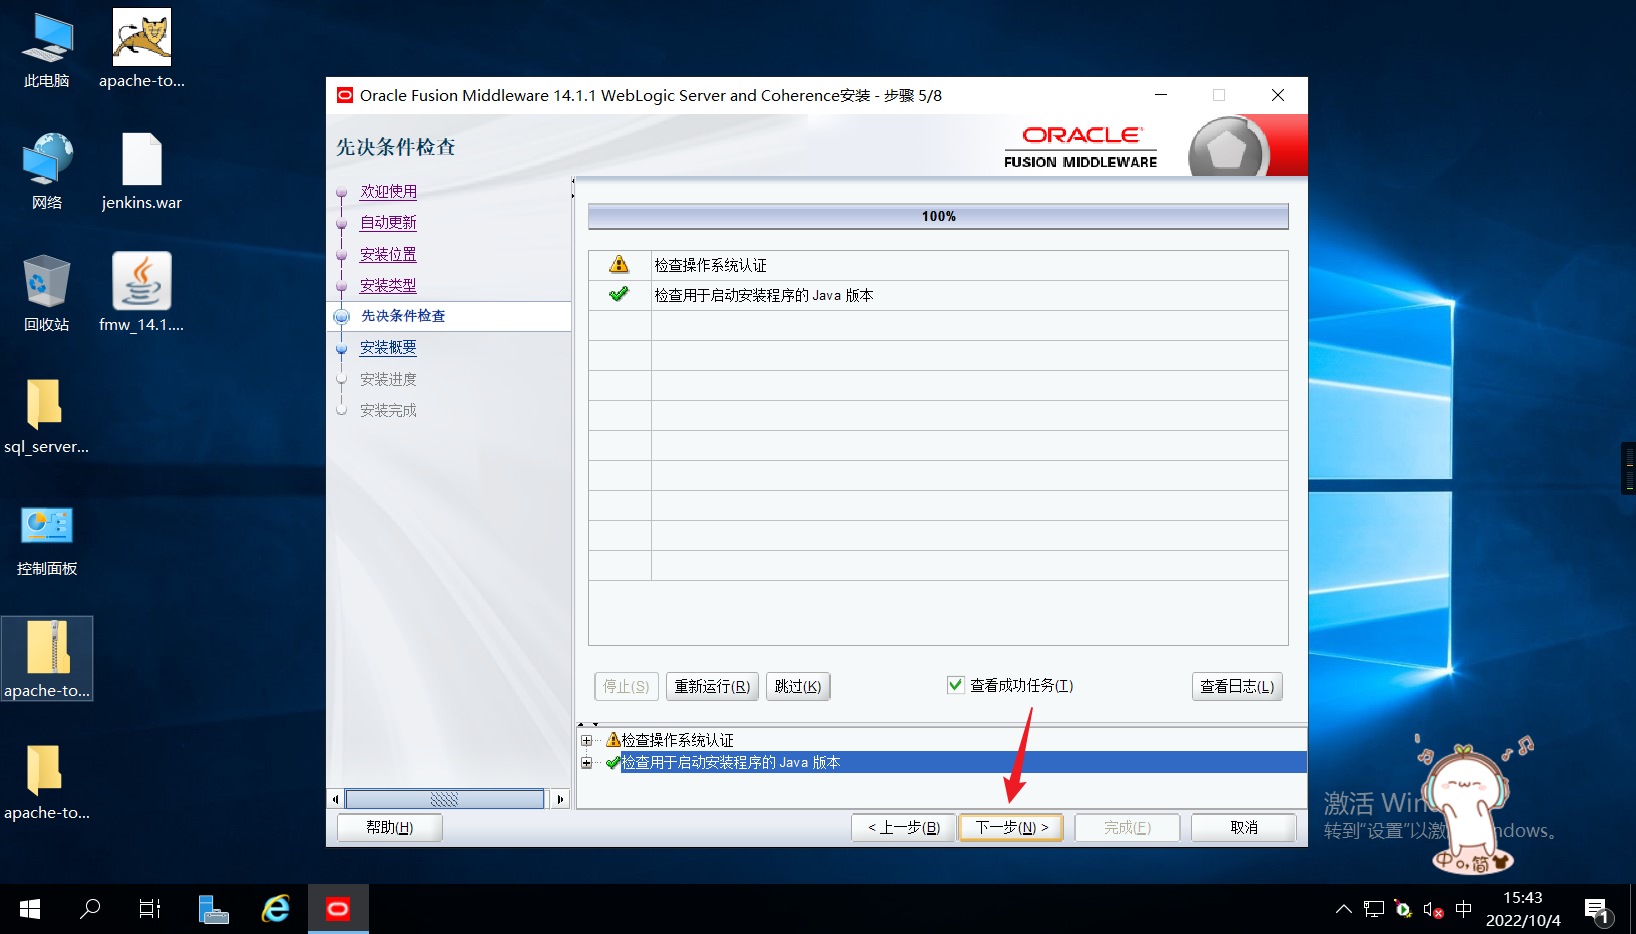 此电脑
apache-to...
网络
jenkins.war
回收站
fmw_14.1....
sql_server...
控制面板
apache-to...
apache-to...
Oracle Fusion Middleware 14.1.1 WebLogic Server and Coherence安装 - 步骤 5/8
先决条件检查
ORACLE
FUSION MIDDLEWARE
欢迎使用
自动更新
安装位置
安装类型
先决条件检查
安装概要
安装进度
安装完成
100%
检查操作系统认证
检查用于启动安装程序的 Java 版本
停止(S)
重新运行(R)
跳过(K)
查看成功任务(T)
查看日志(L)
检查操作系统认证
检查用于启动安装程序的 Java 版本
帮助(H)
< 上一步(B)
下一步(N) >
完成(F)
取消
激活 Win
转到"设置"以激 ndows。
中 简
中
15:43
2022/10/4
1